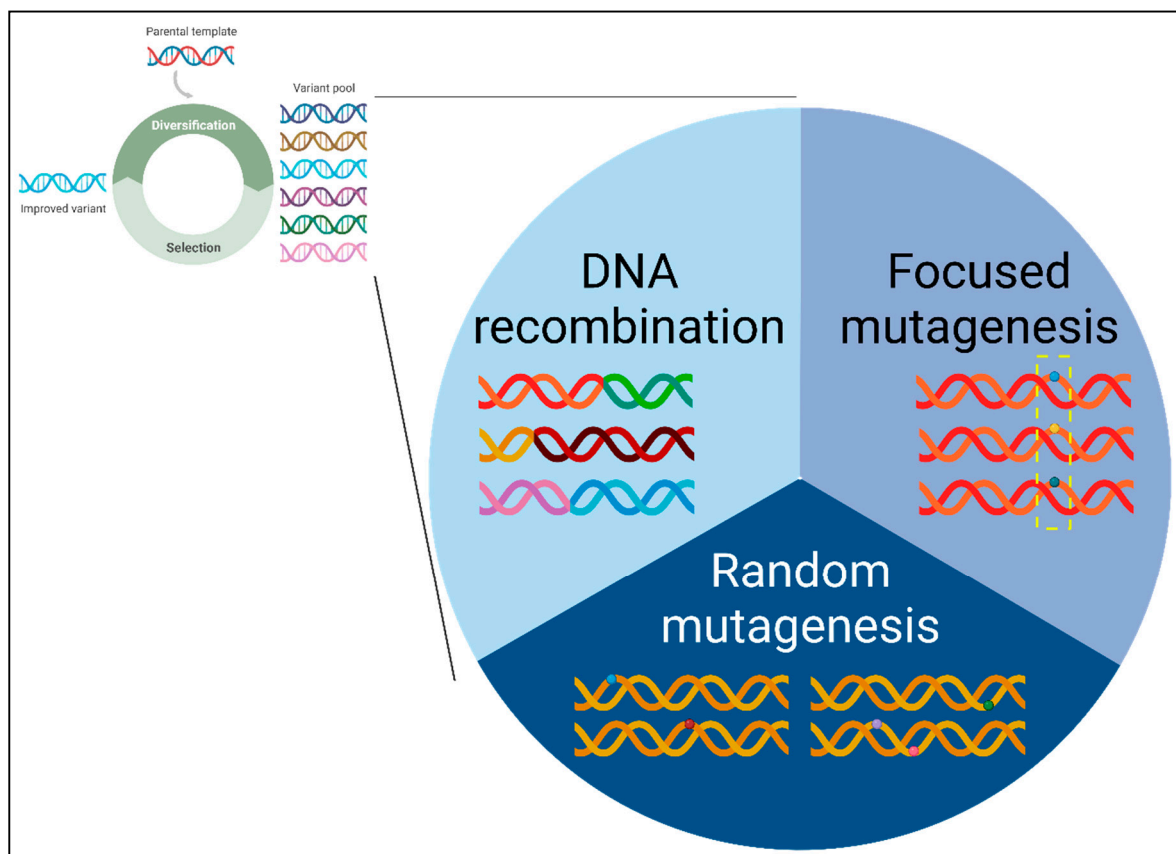 Parental template
Variant pool
Diversification
Improved variant
Selection
DNA
recombination
Focused
mutagenesis
Random
mutagenesis